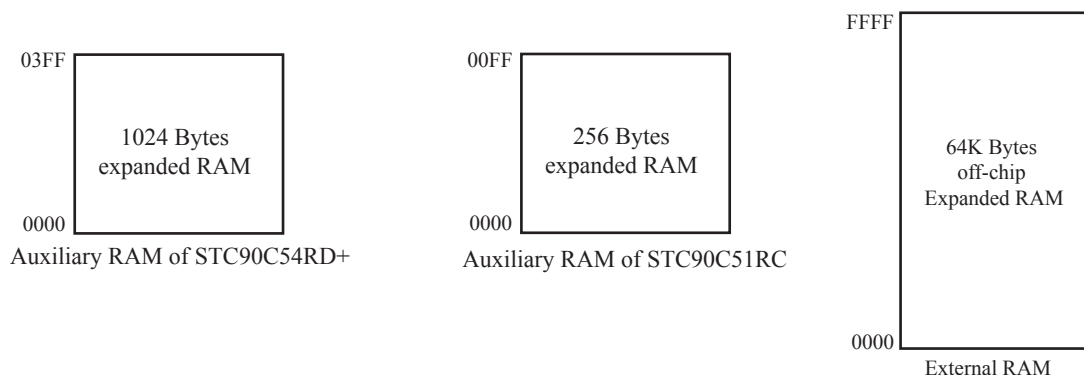 03FF
1024 Bytes
expanded RAM
0000
Auxiliary RAM of STC90C54RD+
00FF
256 Bytes
expanded RAM
0000
Auxiliary RAM of STC90C51RC
FFFF
64K Bytes
off-chip
Expanded RAM
0000
External RAM